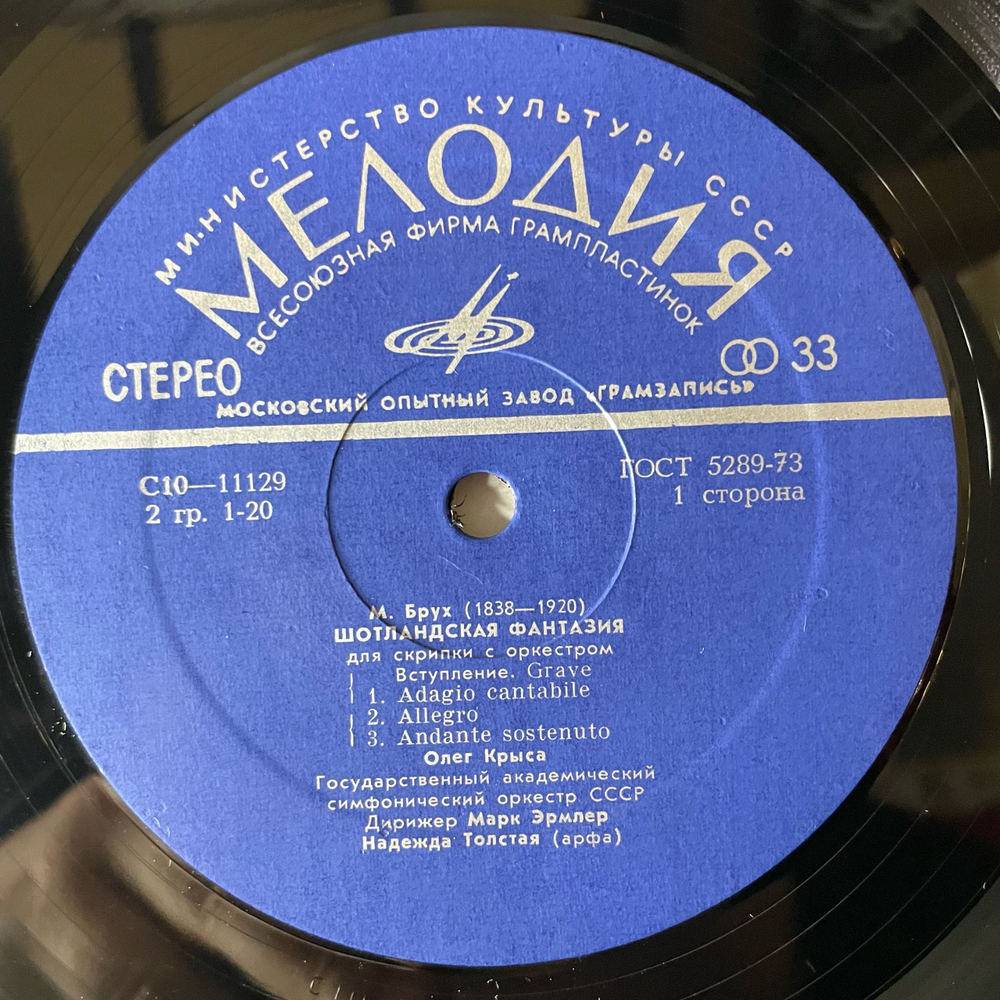 МИНИСТЕРСТВО КУЛЬТУРЫ СССР
МЕЛОДИЯ
ВСЕСОЮЗНАЯ ФИРМА ГРАМПЛАСТИНОК
СТЕРЕО
33
МОСКОВСКИЙ ОПЫТНЫЙ ЗАВОД «ГРАМЗАПИСЬ»
С10—11129
ГОСТ 5289-73
2 гр. 1-20
1 сторона
М. Брух (1838—1920)
ШОТЛАНДСКАЯ ФАНТАЗИЯ
для скрипки с оркестром
Вступление. Grave
1. Adagio cantabile
2. Allegro
3. Andante sostenuto
Олег Крыса
Государственный академический
симфонический оркестр СССР
Дирижер Марк Эрмлер
Надежда Толстая (арфа)